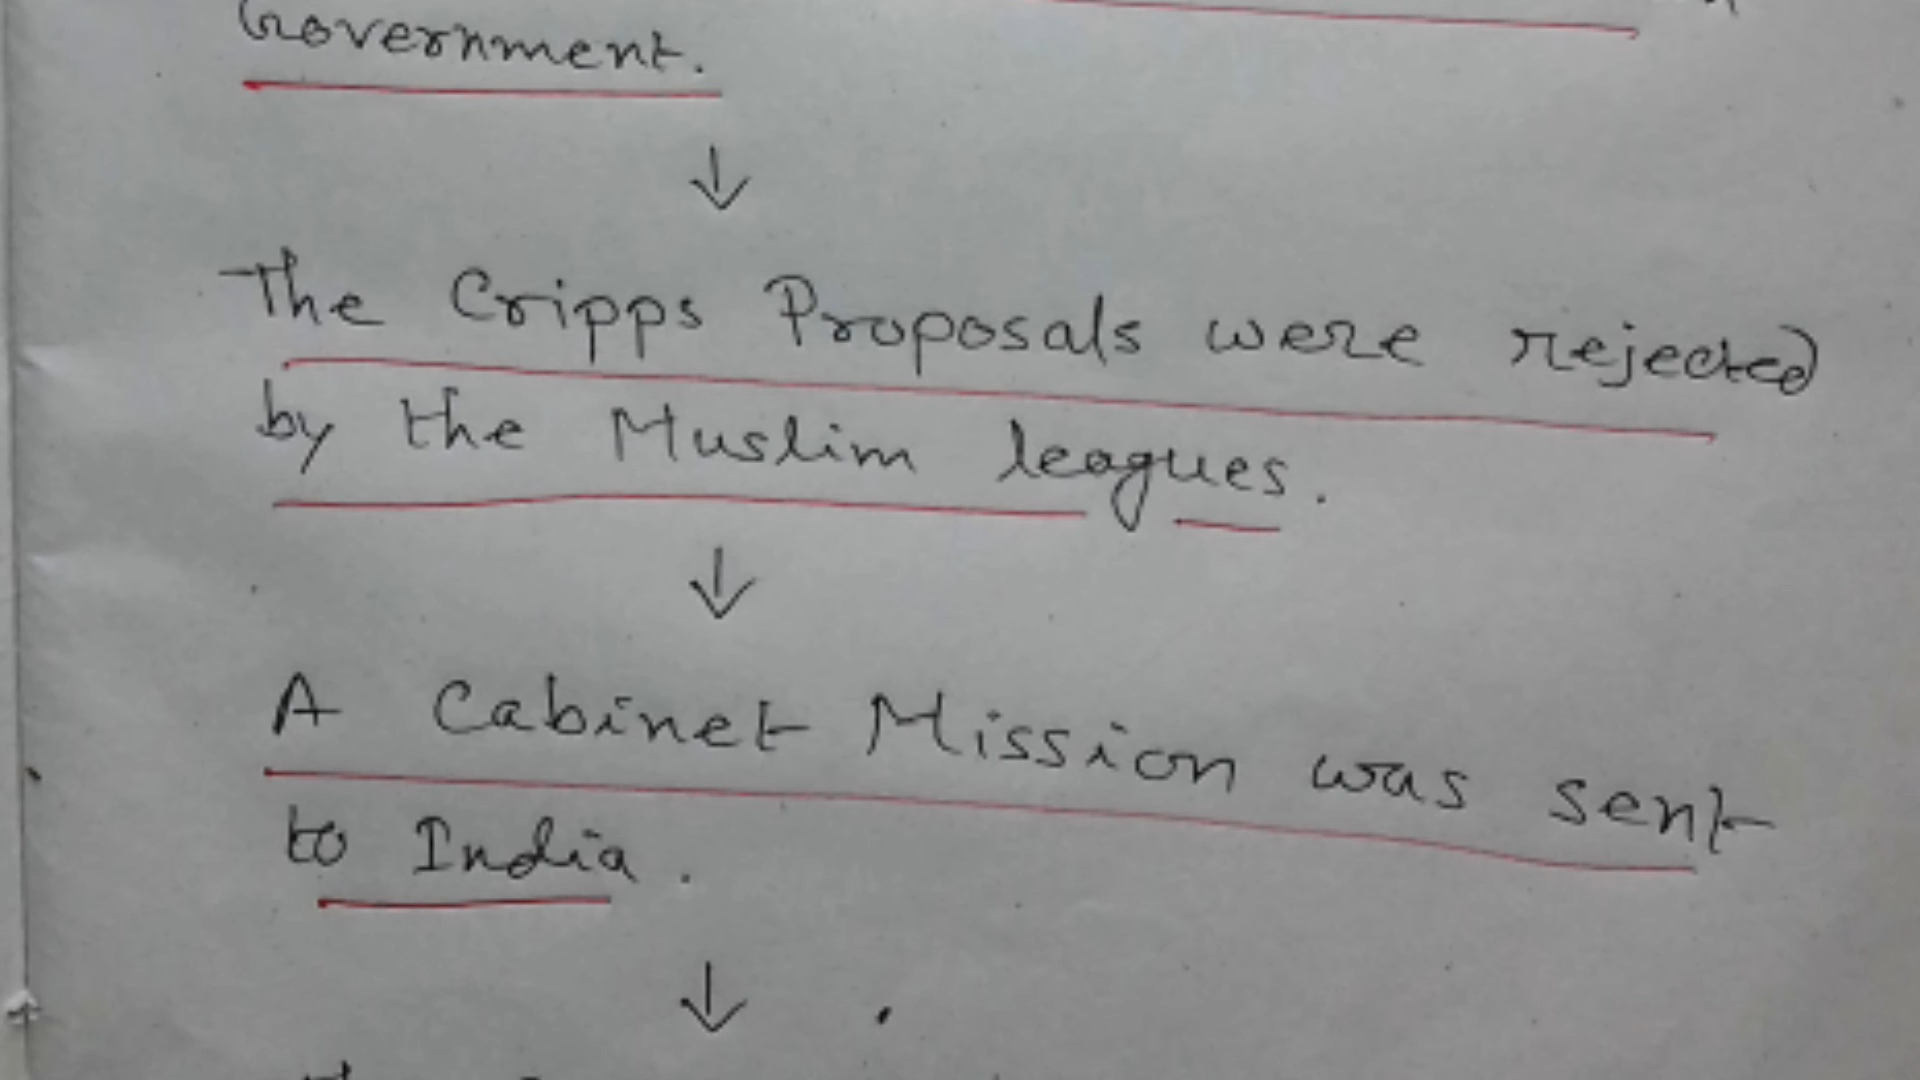 Government.
↓
The Cripps Proposals were rejected
by the Muslim leagues.
↓
A Cabinet Mission was sent
to India.
↓